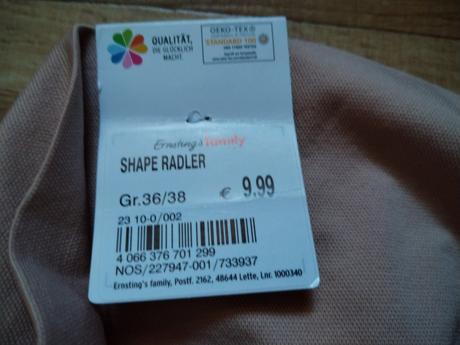 QUALITÄT,
DIE GLÜCKLICH
MACHT.
OEKO-TEX®
STANDARD 100
Ernsting's family
SHAPE RADLER
Gr.36/38
€ 9.99
23 10-0/002
4 066 376 701 299
NOS/227947-001/733937
Ernsting's family, Postf. 2162, 48644 Lette, Lnr. 1000340